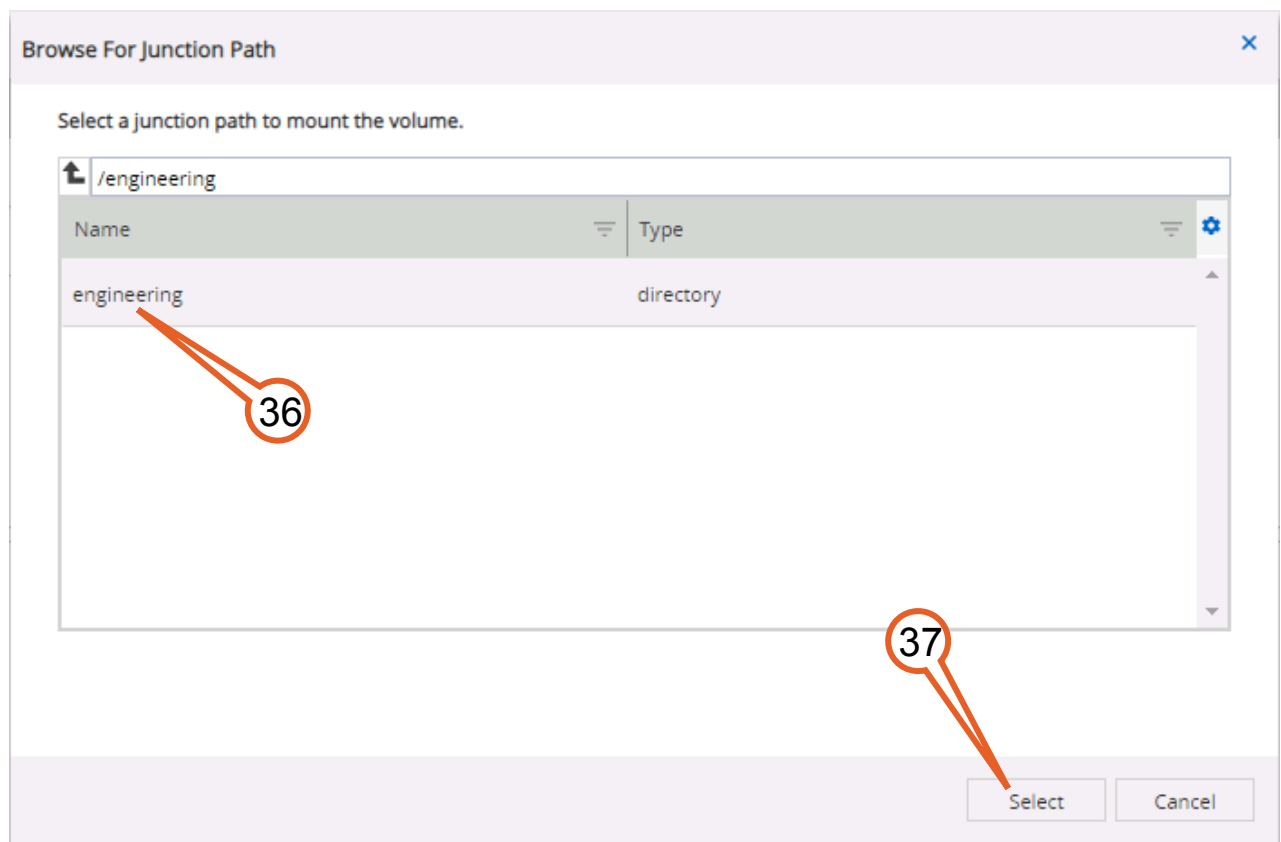 Browse For Junction Path
Select a junction path to mount the volume.
/engineering
Name Type
engineering directory
36
37
Select Cancel